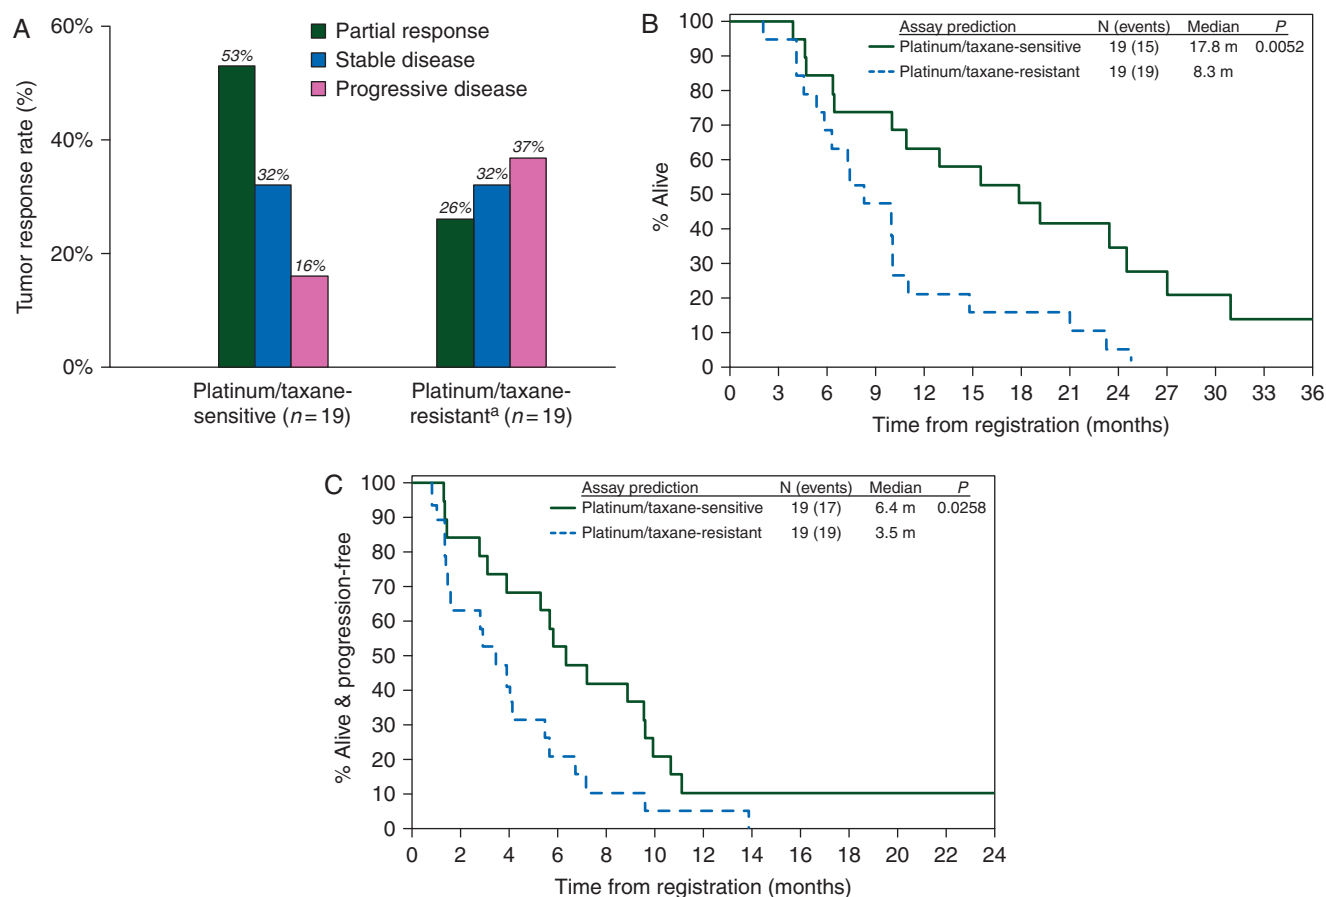 A
Partial response
Stable disease
Progressive disease
Tumor response rate (%)
60%
40%
20%
0%
53%
32%
16%
26%
32%
37%
Platinum/taxane-
sensitive (n = 19)
Platinum/taxane-
resistantᵃ (n = 19)
B
Assay prediction N (events) Median P
Platinum/taxane-sensitive 19 (15) 17.8 m 0.0052
Platinum/taxane-resistant 19 (19) 8.3 m
% Alive
100
90
80
70
60
50
40
30
20
10
0
0 3 6 9 12 15 18 21 24 27 30 33 36
Time from registration (months)
C
Assay prediction N (events) Median P
Platinum/taxane-sensitive 19 (17) 6.4 m 0.0258
Platinum/taxane-resistant 19 (19) 3.5 m
% Alive & progression-free
100
90
80
70
60
50
40
30
20
10
0
0 2 4 6 8 10 12 14 16 18 20 22 24
Time from registration (months)